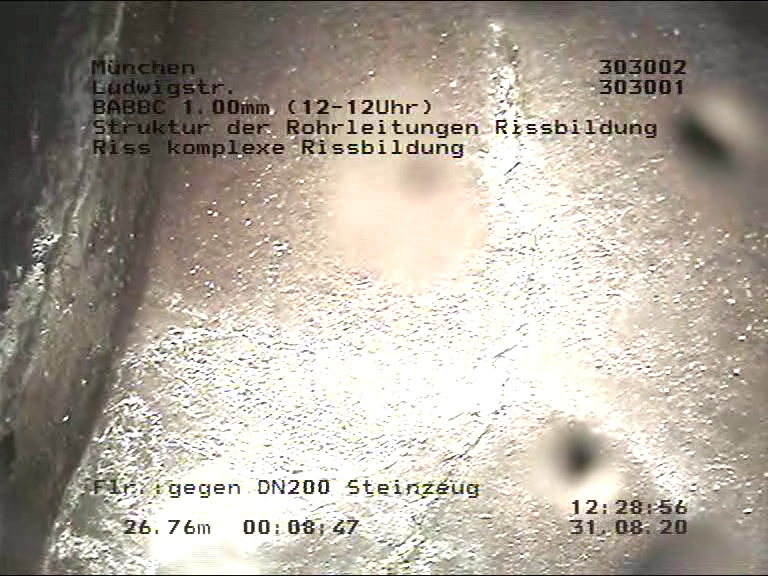 München 303002
Ludwigstr. 303001
BABBC 1.00mm (12-12Uhr)
Struktur der Rohrleitungen Rissbildung
Riss komplexe Rissbildung
Flr.:gegen DN200 Steinzeug
12:28:56
26.76m 00:08:47 31.08.20